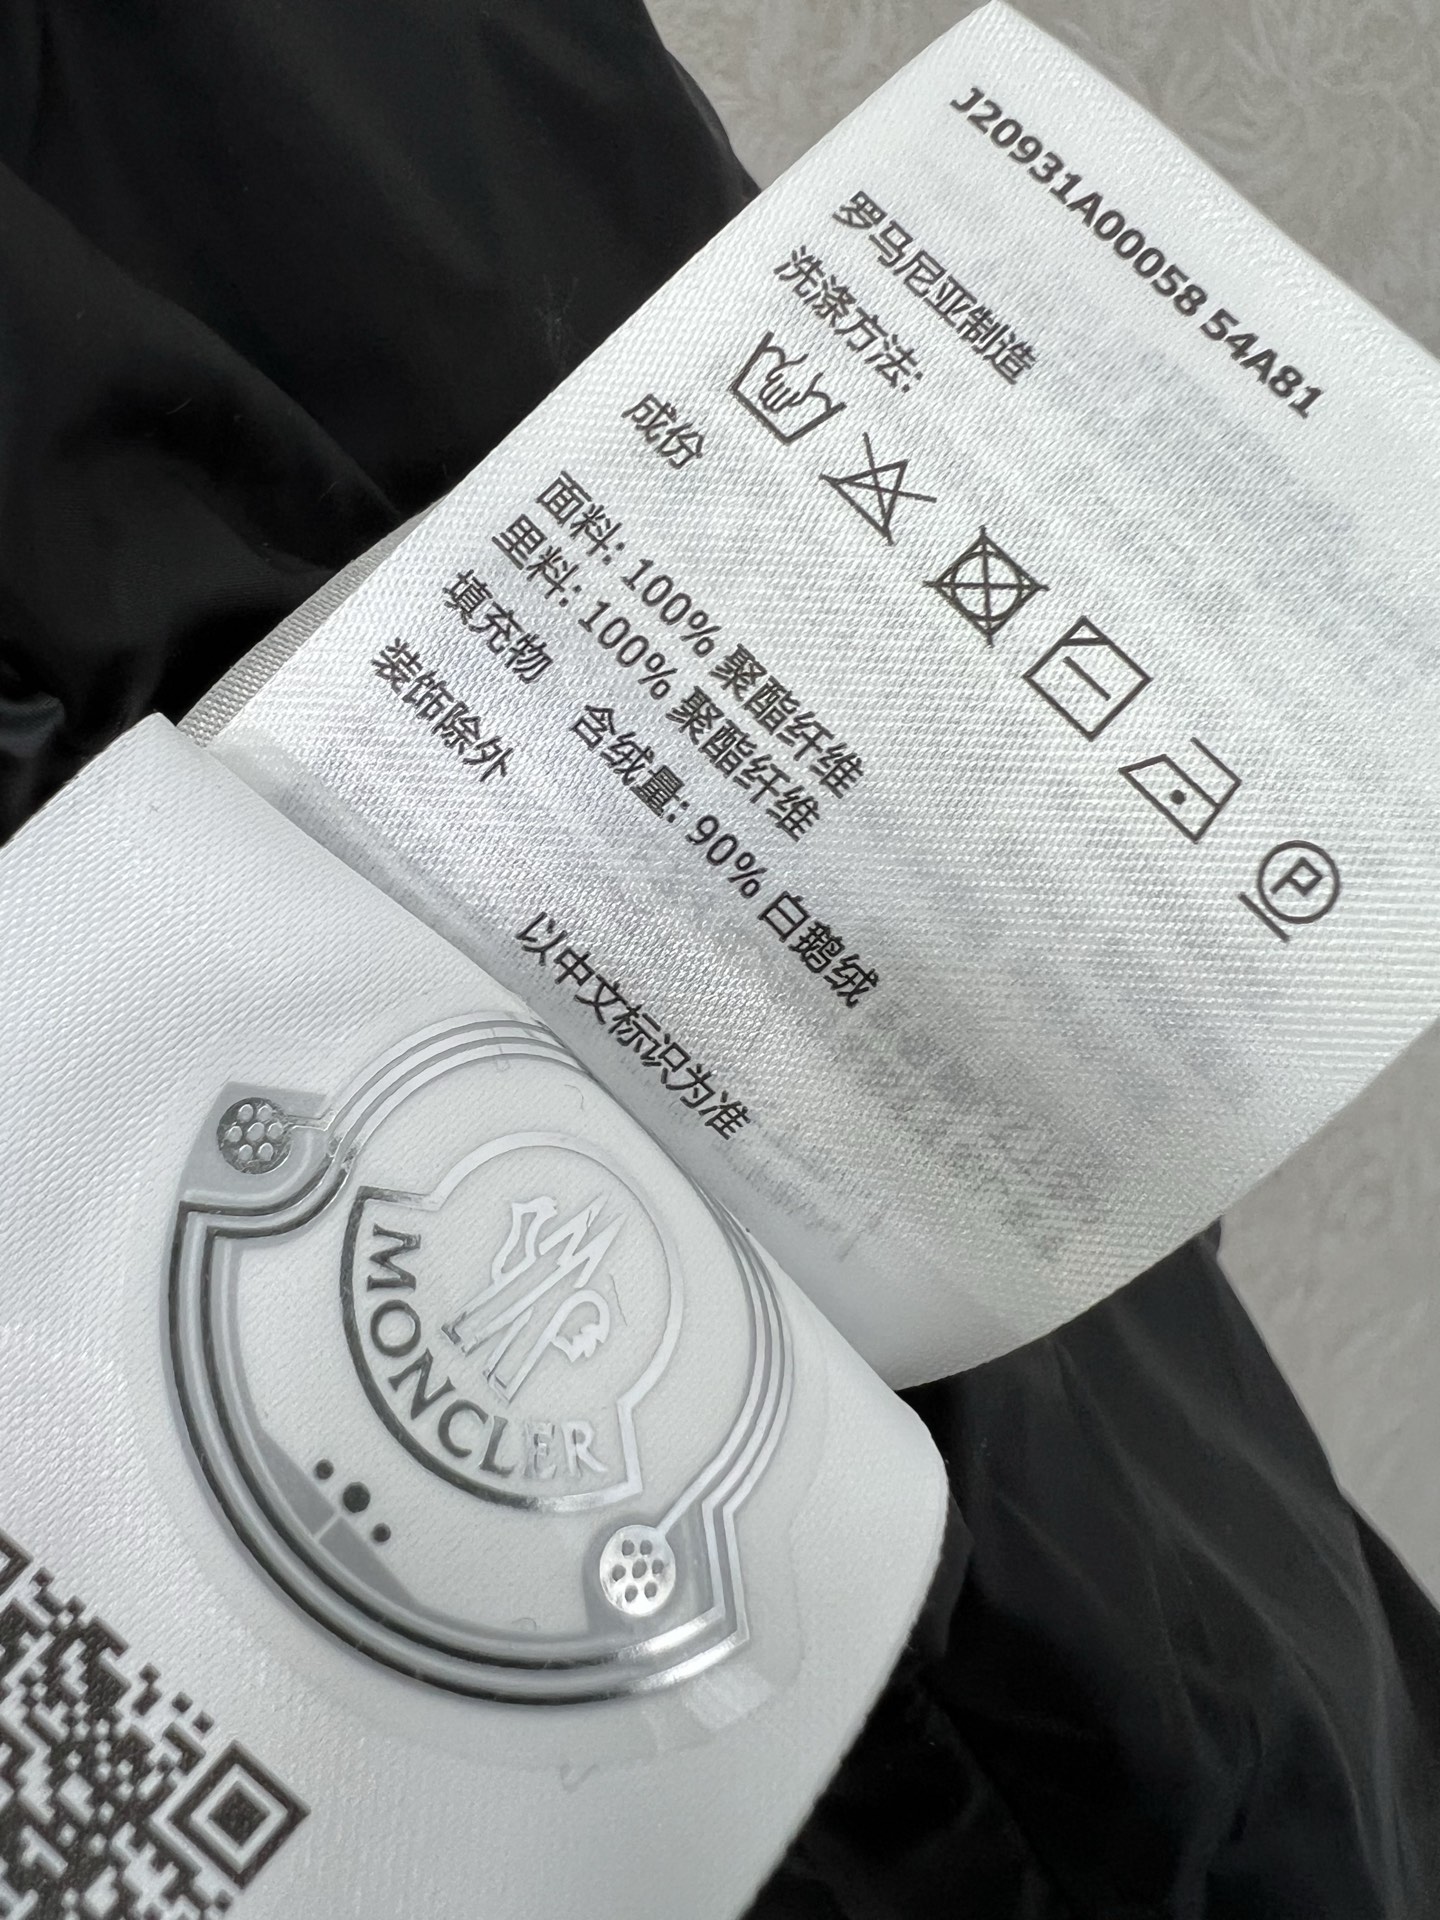 J20931A00058 54A81
罗马尼亚制造
洗涤方法:
P
成份
面料: 100% 聚酯纤维
里料: 100% 聚酯纤维
填充物 含绒量: 90% 白鹅绒
装饰除外
以中文标识为准
M
MONCLER